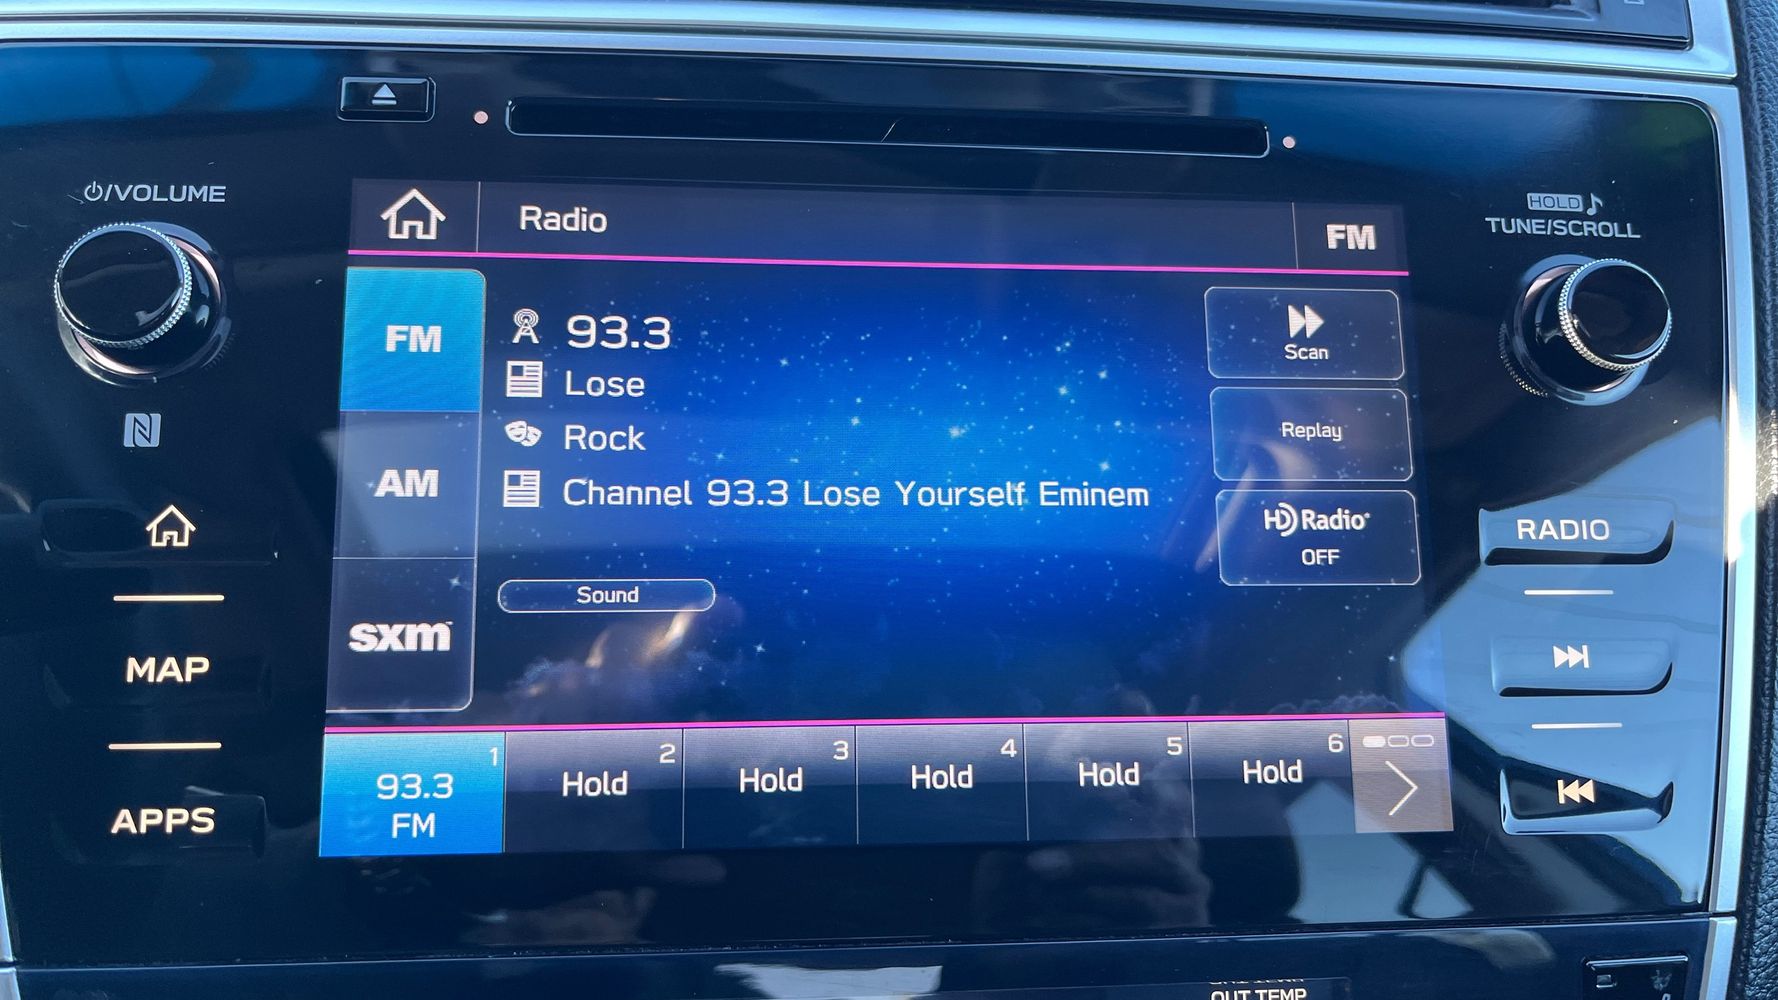 /VOLUME
HOLD
TUNE/SCROLL
Radio
FM
FM
AM
sxm
93.3
Lose
Rock
Channel 93.3 Lose Yourself Eminem
Sound
Scan
Replay
HD Radio
OFF
MAP
APPS
RADIO
1
93.3
FM
2
Hold
3
Hold
4
Hold
5
Hold
6
Hold
OUT TEMP